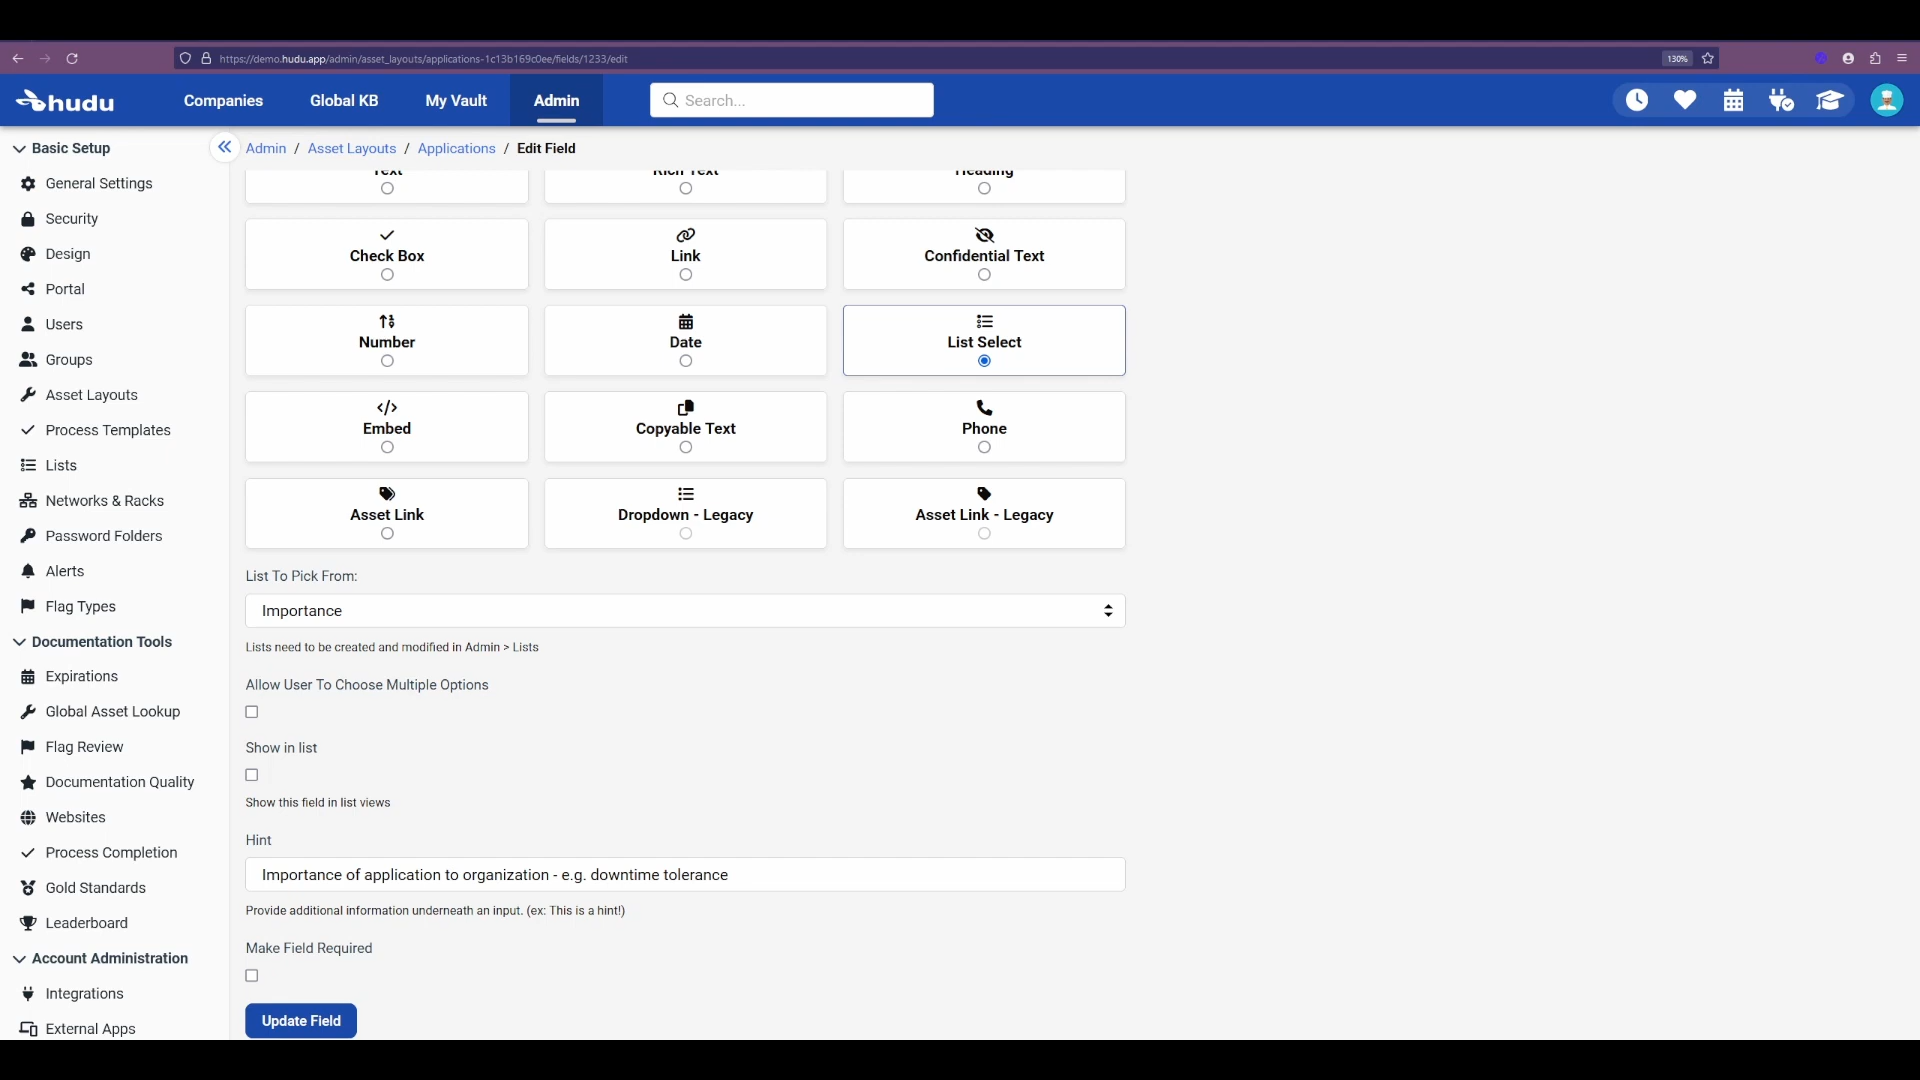 https://demo.hudu.app/admin/asset_layouts/applications-1c13b169c0ee/fields/1233/edit
130%
hudu
Companies
Global KB
My Vault
Admin
Search...
Basic Setup
General Settings
Security
Design
Portal
Users
Groups
Asset Layouts
Process Templates
Lists
Networks & Racks
Password Folders
Alerts
Flag Types
Documentation Tools
Expirations
Global Asset Lookup
Flag Review
Documentation Quality
Websites
Process Completion
Gold Standards
Leaderboard
Account Administration
Integrations
External Apps
Admin / Asset Layouts / Applications / Edit Field
Text
Rich Text
Heading
Check Box
Link
Confidential Text
Number
Date
List Select
Embed
Copyable Text
Phone
Asset Link
Dropdown - Legacy
Asset Link - Legacy
List To Pick From:
Importance
Lists need to be created and modified in Admin > Lists
Allow User To Choose Multiple Options
Show in list
Show this field in list views
Hint
Importance of application to organization - e.g. downtime tolerance
Provide additional information underneath an input. (ex: This is a hint!)
Make Field Required
Update Field